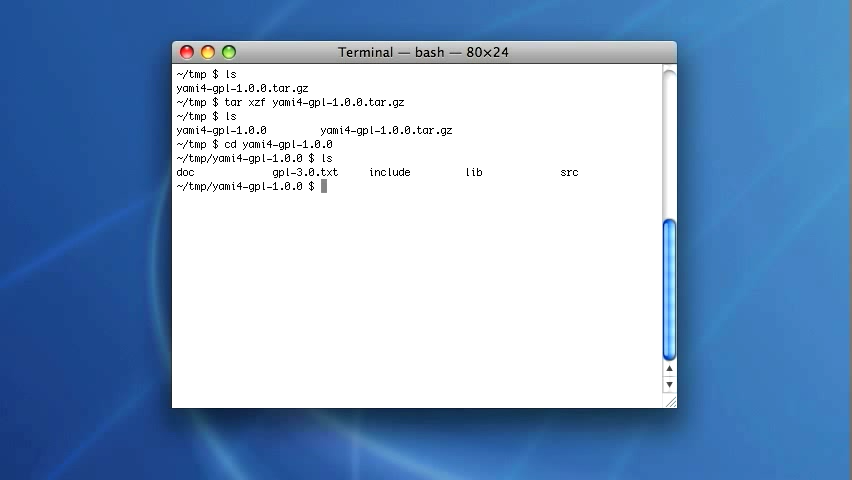 Terminal — bash — 80×24
~/tmp $ ls
yami4-gpl-1.0.0.tar.gz
~/tmp $ tar xzf yami4-gpl-1.0.0.tar.gz
~/tmp $ ls
yami4-gpl-1.0.0 yami4-gpl-1.0.0.tar.gz
~/tmp $ cd yami4-gpl-1.0.0
~/tmp/yami4-gpl-1.0.0 $ ls
doc gpl-3.0.txt include lib src
~/tmp/yami4-gpl-1.0.0 $